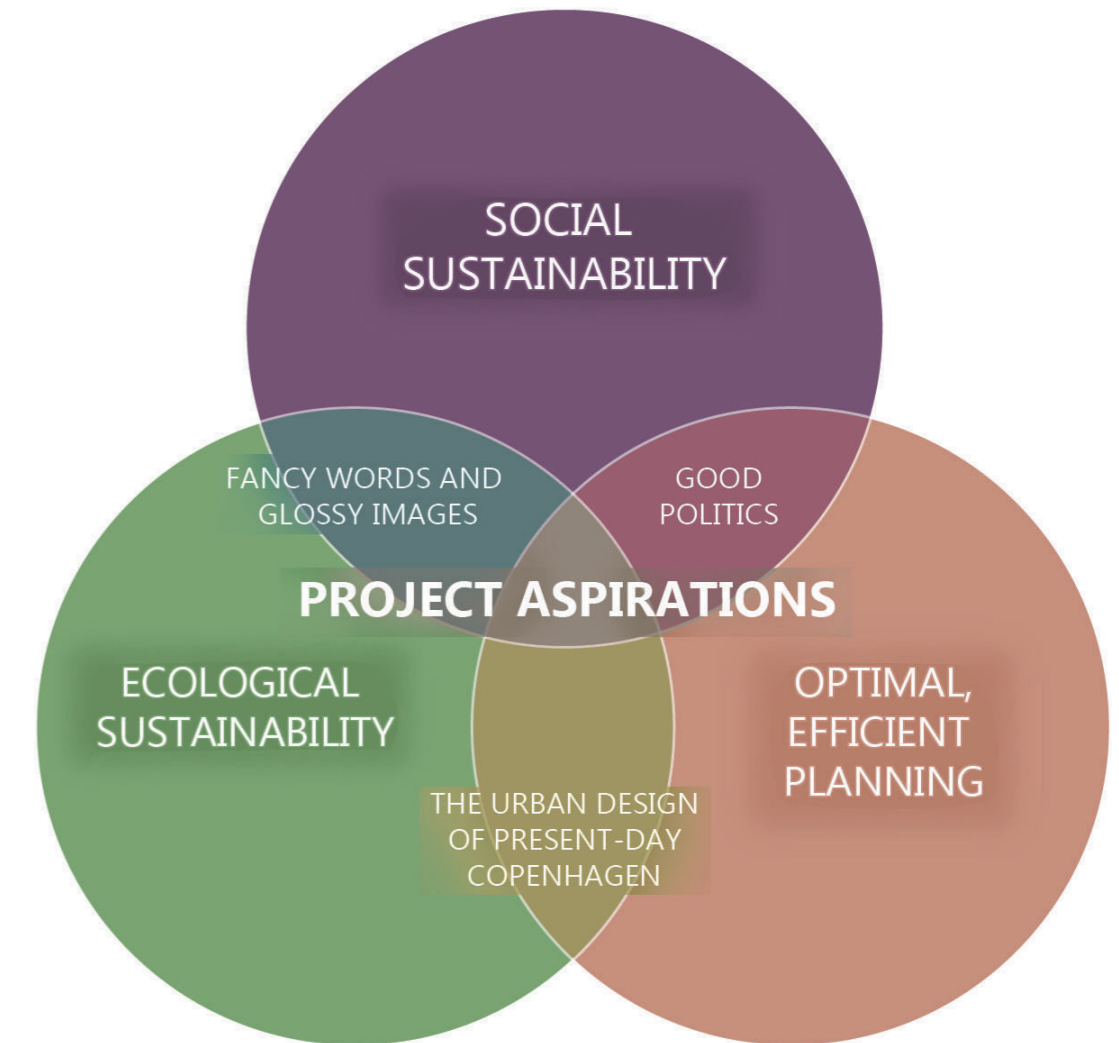 SOCIAL
SUSTAINABILITY
FANCY WORDS AND
GLOSSY IMAGES
GOOD
POLITICS
PROJECT ASPIRATIONS
ECOLOGICAL
SUSTAINABILITY
OPTIMAL,
EFFICIENT
PLANNING
THE URBAN DESIGN
OF PRESENT-DAY
COPENHAGEN